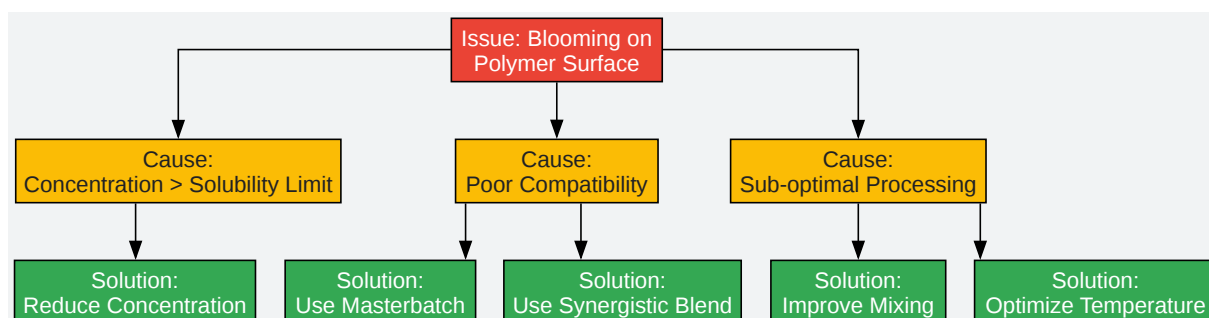 Issue: Blooming on
Polymer Surface
Cause:
Concentration > Solubility Limit
Cause:
Poor Compatibility
Cause:
Sub-optimal Processing
Solution:
Reduce Concentration
Solution:
Use Masterbatch
Solution:
Use Synergistic Blend
Solution:
Improve Mixing
Solution:
Optimize Temperature